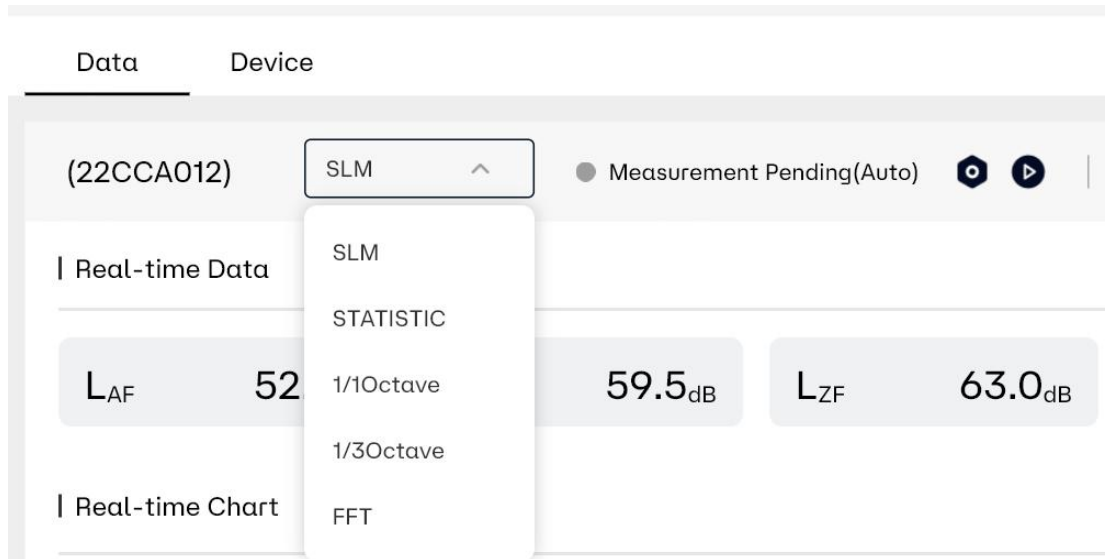 Data Device
(22CCA012) SLM Measurement Pending(Auto)
SLM
Real-time Data
STATISTIC
LAF 52. 59.5dB LZF 63.0dB
1/1Octave
1/3Octave
Real-time Chart
FFT